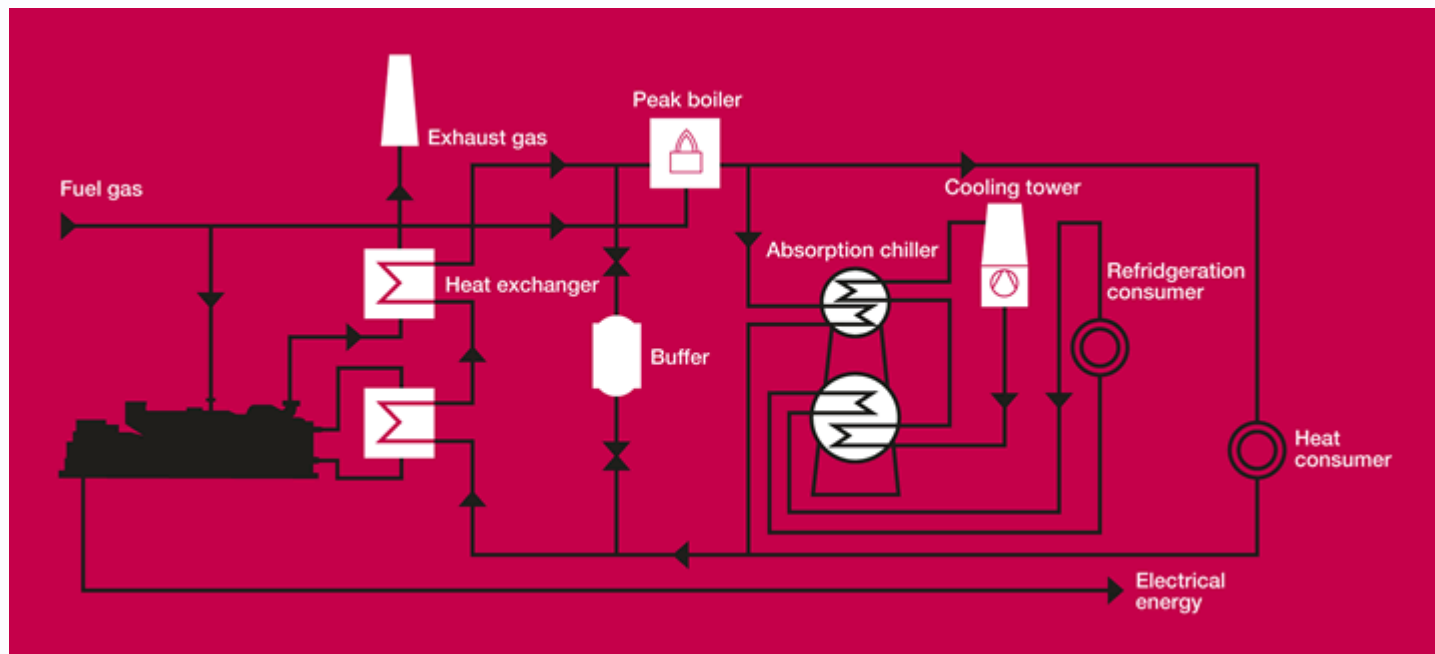 Peak boiler
Exhaust gas
Fuel gas
Cooling tower
Absorption chiller
Refridgeration
consumer
Heat exchanger
Buffer
Heat
consumer
Electrical
energy